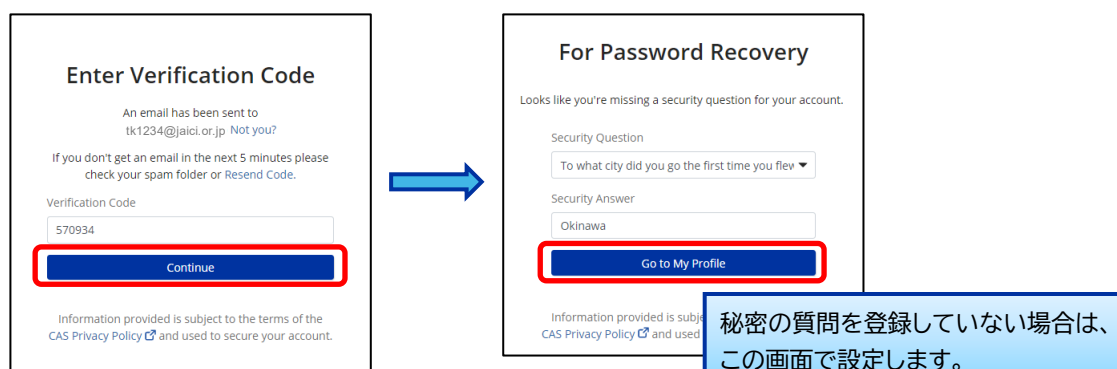 Enter Verification Code
An email has been sent to
tk1234@jaici.or.jp Not you?
If you don't get an email in the next 5 minutes please
check your spam folder or Resend Code.
Verification Code
570934
Continue
Information provided is subject to the terms of the
CAS Privacy Policy and used to secure your account.
For Password Recovery
Looks like you're missing a security question for your account.
Security Question
To what city did you go the first time you flew
Security Answer
Okinawa
Go to My Profile
Information provided is subje
CAS Privacy Policy and used
秘密の質問を登録していない場合は、
この画面で設定します。